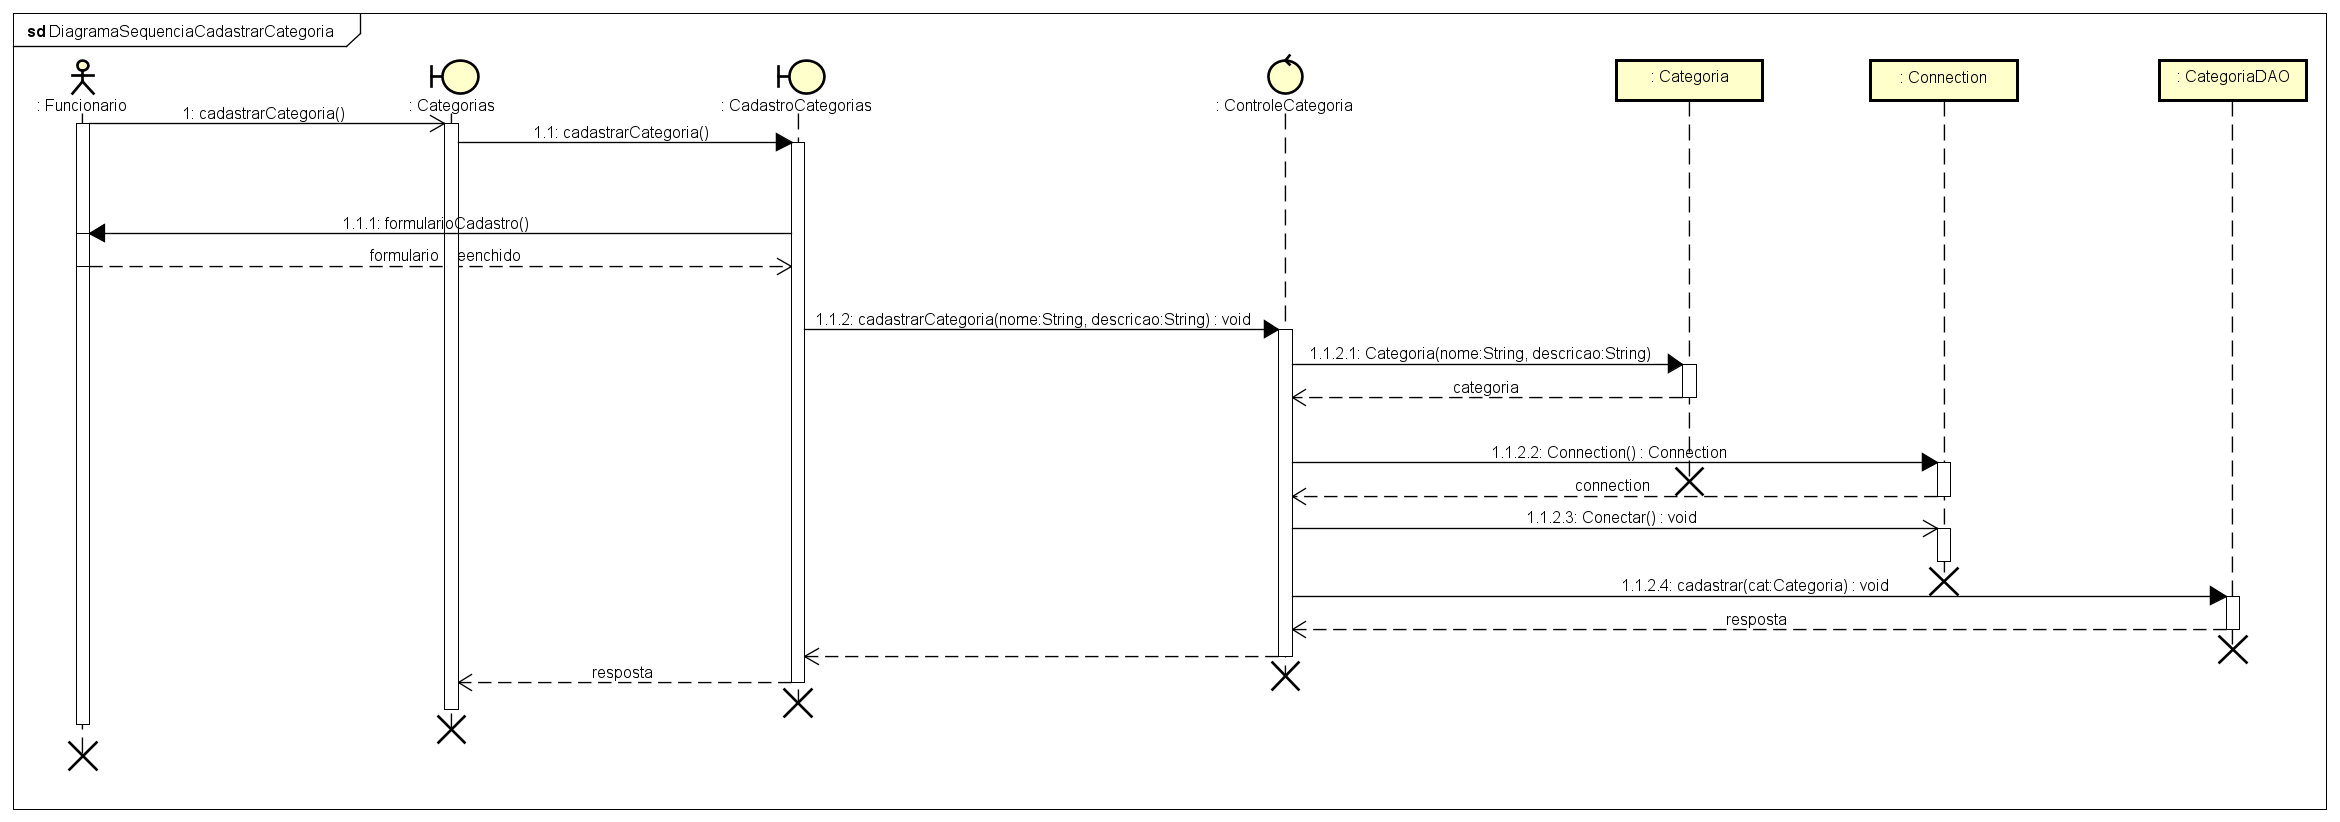 sd DiagramaSequenciaCadastrarCategoria
: Funcionario
: Categorias
: CadastroCategorias
: ControleCategoria
: Categoria
: Connection
: CategoriaDAO
1: cadastrarCategoria()
1.1: cadastrarCategoria()
1.1.1: formularioCadastro()
formulario eenchido
1.1.2: cadastrarCategoria(nome:String, descricao:String) : void
1.1.2.1: Categoria(nome:String, descricao:String)
categoria
1.1.2.2: Connection() : Connection
connection
1.1.2.3: Conectar() : void
1.1.2.4: cadastrar(cat:Categoria) : void
resposta
resposta